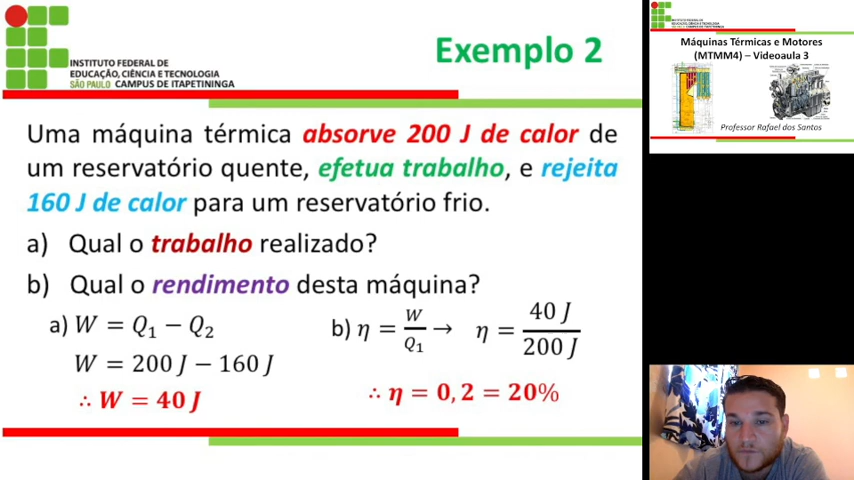 Exemplo 2
INSTITUTO FEDERAL DE
EDUCAÇÃO, CIÊNCIA E TECNOLOGIA
SÃO PAULO CAMPUS DE ITAPETININGA
Uma máquina térmica absorve 200 J de calor de
um reservatório quente, efetua trabalho, e rejeita
160 J de calor para um reservatório frio.
a) Qual o trabalho realizado?
b) Qual o rendimento desta máquina?
a) W = Q₁ − Q₂
W = 200 J − 160 J
∴ W = 40 J
b) η = W/Q₁ → η = 40 J/200 J
∴ η = 0,2 = 20%
Máquinas Térmicas e Motores
(MTMM4) – Videoaula 3
Professor Rafael dos Santos